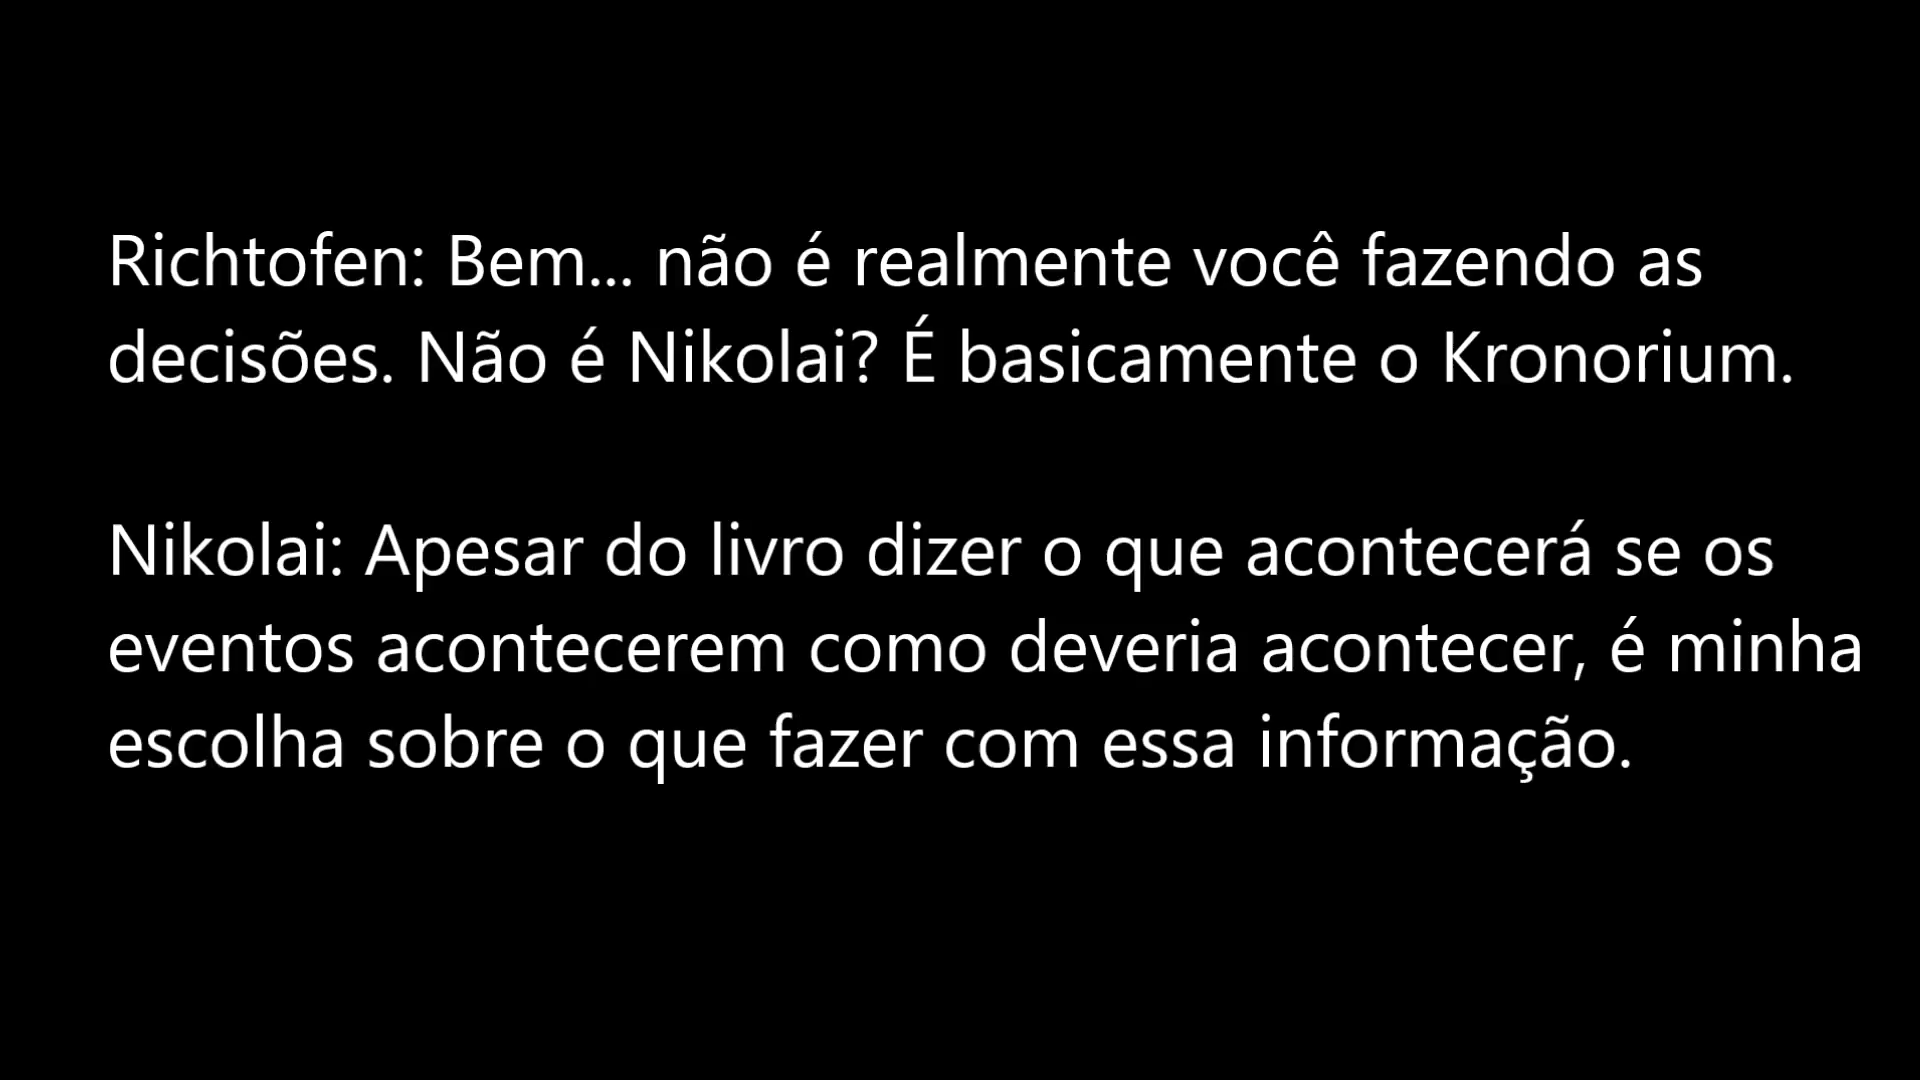 Richtofen: Bem... não é realmente você fazendo as
decisões. Não é Nikolai? É basicamente o Kronorium.
Nikolai: Apesar do livro dizer o que acontecerá se os
eventos acontecerem como deveria acontecer, é minha
escolha sobre o que fazer com essa informação.